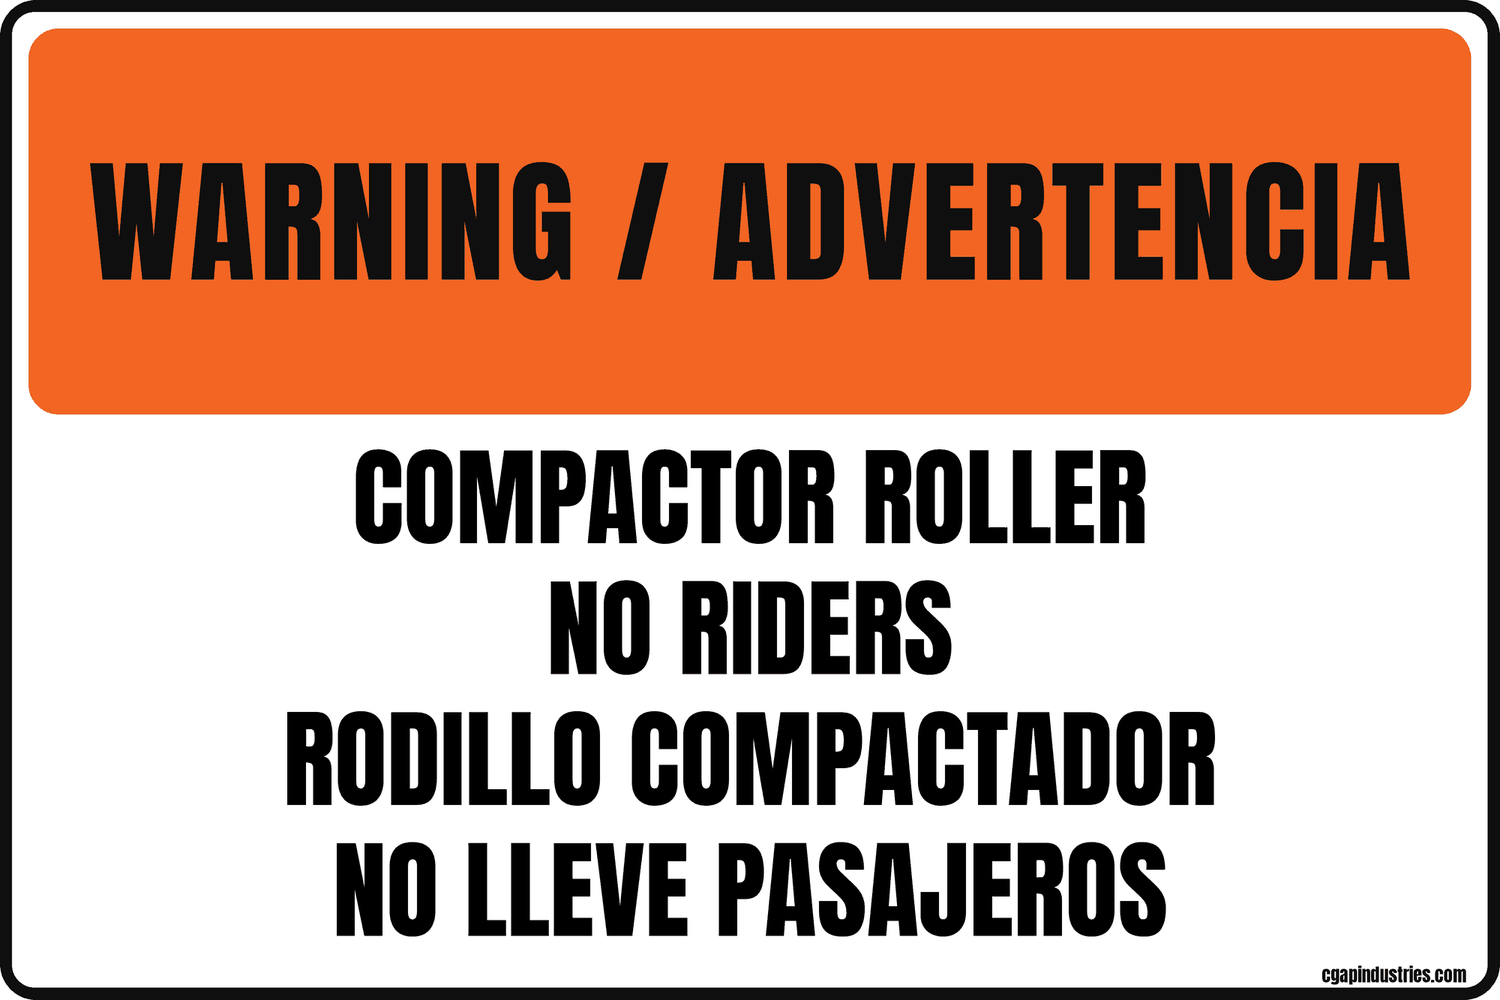 WARNING / ADVERTENCIA
COMPACTOR ROLLER
NO RIDERS
RODILLO COMPACTADOR
NO LLEVE PASAJEROS
cgapindustries.com